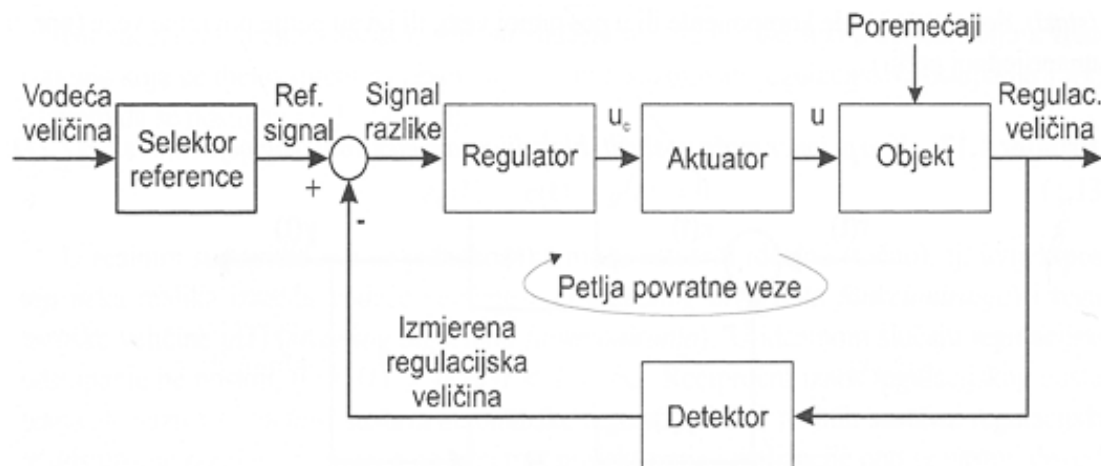 Poremećaji
Vodeća
veličina
Selektor
reference
Ref.
signal
+
-
Signal
razlike
Regulator
u_c
Aktuator
u
Objekt
Regulac.
veličina
Petlja povratne veze
Izmjerena
regulacijska
veličina
Detektor